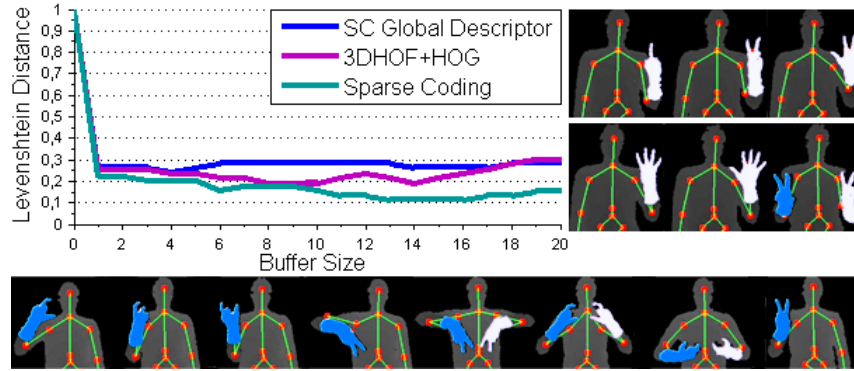 SC Global Descriptor
3DHOF+HOG
Sparse Coding
Levenshtein Distance
1
0,9
0,8
0,7
0,6
0,5
0,4
0,3
0,2
0,1
0
0 2 4 6 8 10 12 14 16 18 20
Buffer Size